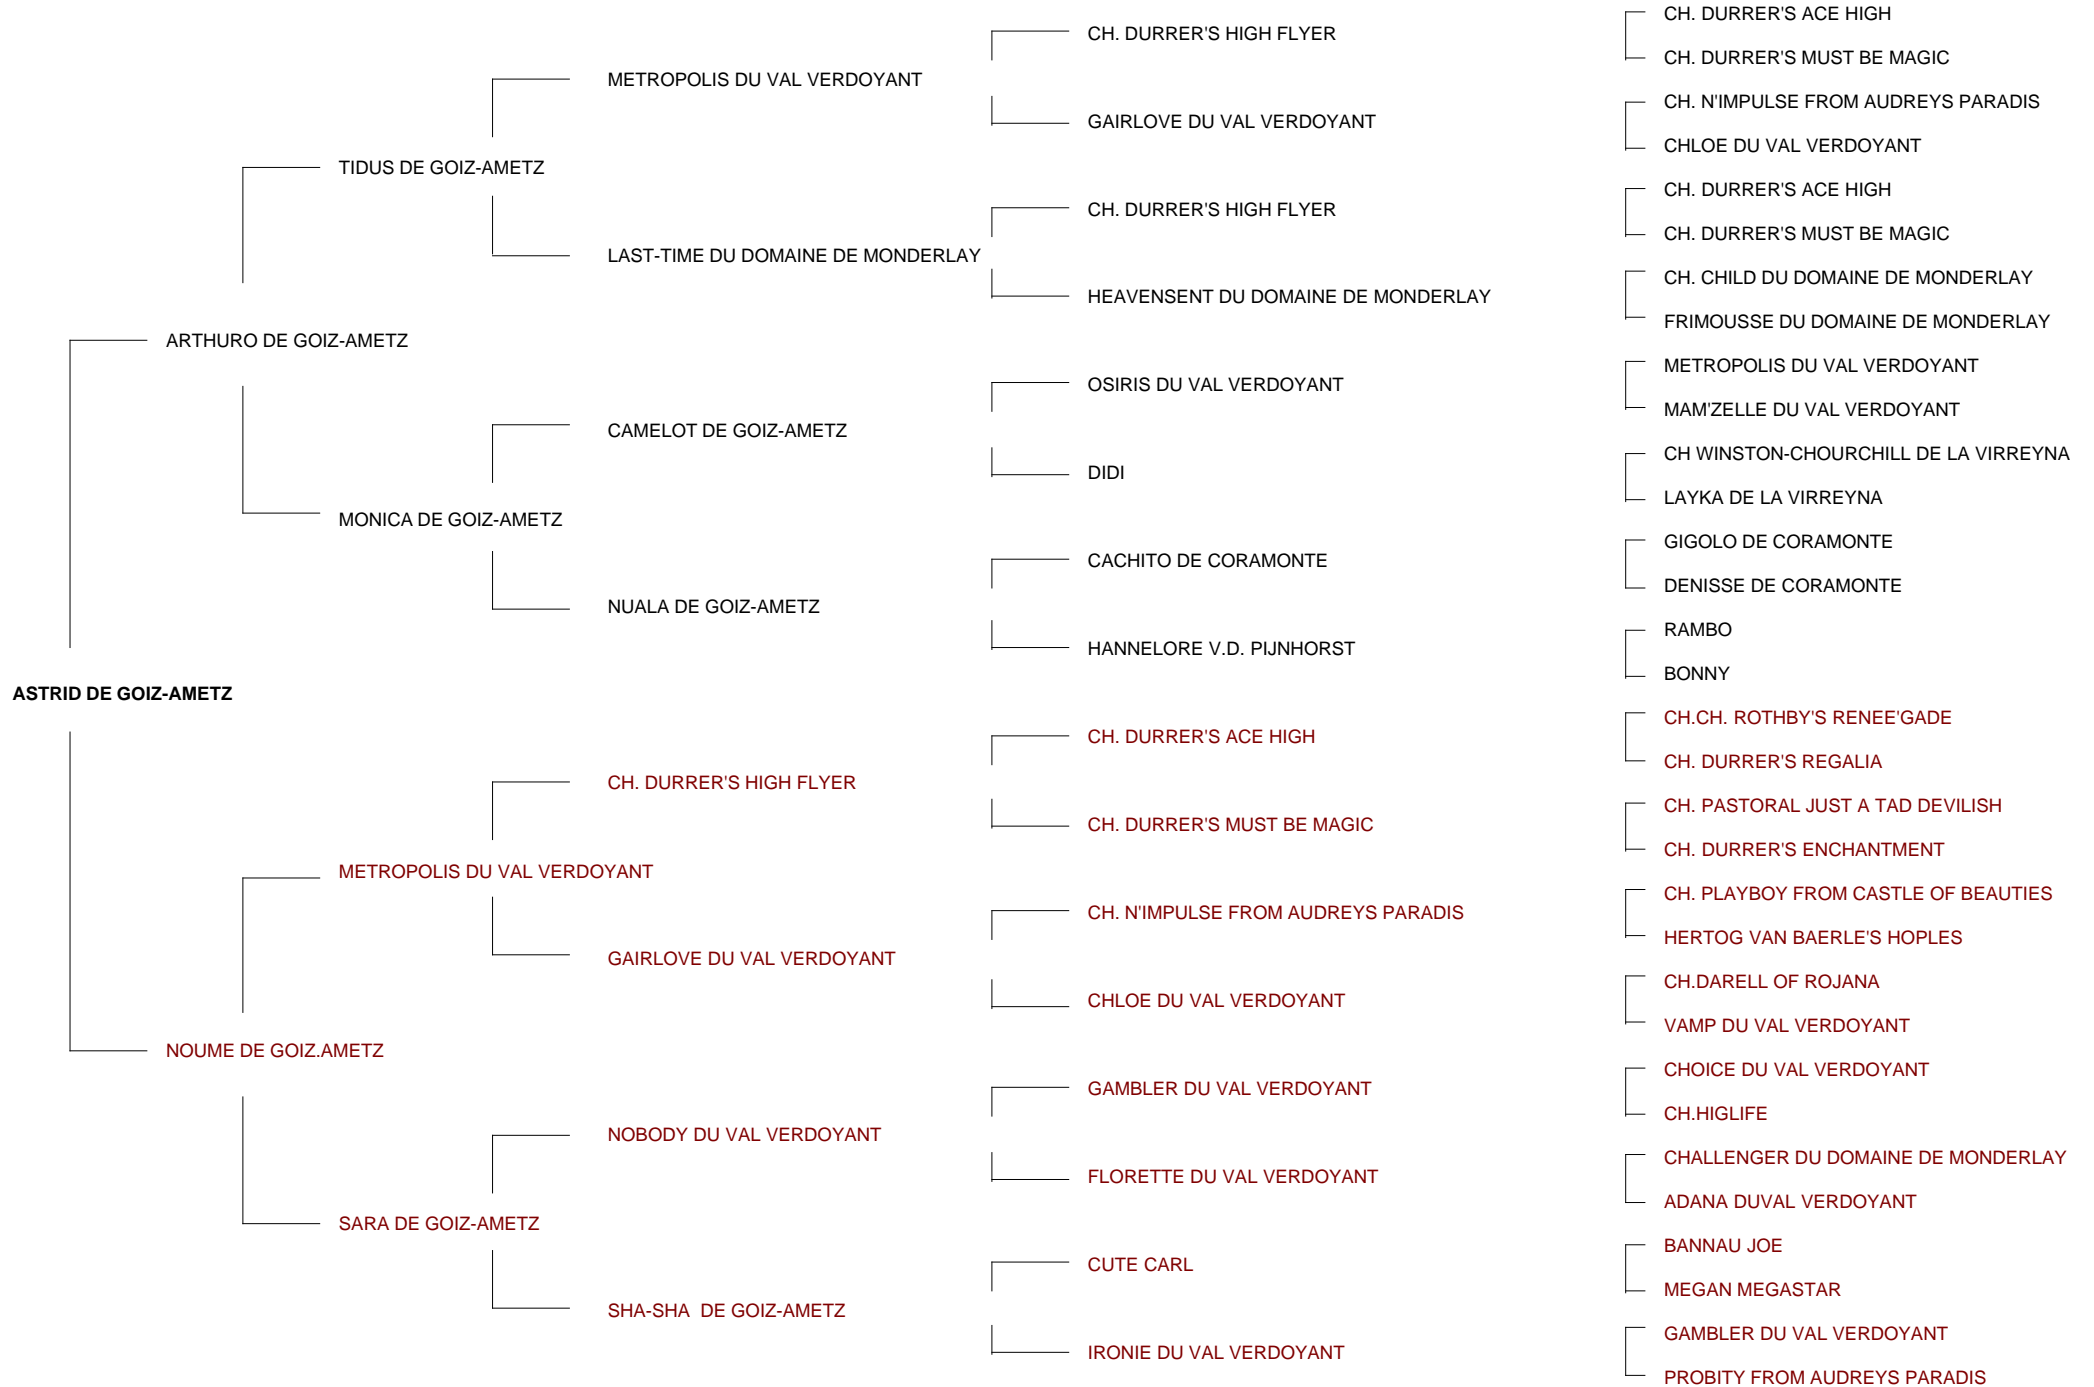 CH. DURRER'S ACE HIGH
CH. DURRER'S HIGH FLYER
CH. DURRER'S MUST BE MAGIC
METROPOLIS DU VAL VERDOYANT
CH. N'IMPULSE FROM AUDREYS PARADIS
GAIRLOVE DU VAL VERDOYANT
CHLOE DU VAL VERDOYANT
TIDUS DE GOIZ-AMETZ
CH. DURRER'S ACE HIGH
CH. DURRER'S HIGH FLYER
CH. DURRER'S MUST BE MAGIC
LAST-TIME DU DOMAINE DE MONDERLAY
CH. CHILD DU DOMAINE DE MONDERLAY
HEAVENSENT DU DOMAINE DE MONDERLAY
FRIMOUSSE DU DOMAINE DE MONDERLAY
ARTHURO DE GOIZ-AMETZ
METROPOLIS DU VAL VERDOYANT
OSIRIS DU VAL VERDOYANT
MAM'ZELLE DU VAL VERDOYANT
CAMELOT DE GOIZ-AMETZ
CH WINSTON-CHOURCHILL DE LA VIRREYNA
DIDI
LAYKA DE LA VIRREYNA
MONICA DE GOIZ-AMETZ
GIGOLO DE CORAMONTE
CACHITO DE CORAMONTE
DENISSE DE CORAMONTE
NUALA DE GOIZ-AMETZ
RAMBO
HANNELORE V.D. PIJNHORST
BONNY
ASTRID DE GOIZ-AMETZ
CH.CH. ROTHBY'S RENEE'GADE
CH. DURRER'S ACE HIGH
CH. DURRER'S REGALIA
CH. DURRER'S HIGH FLYER
CH. PASTORAL JUST A TAD DEVILISH
CH. DURRER'S MUST BE MAGIC
CH. DURRER'S ENCHANTMENT
METROPOLIS DU VAL VERDOYANT
CH. PLAYBOY FROM CASTLE OF BEAUTIES
CH. N'IMPULSE FROM AUDREYS PARADIS
HERTOG VAN BAERLE'S HOPLES
GAIRLOVE DU VAL VERDOYANT
CH.DARELL OF ROJANA
CHLOE DU VAL VERDOYANT
VAMP DU VAL VERDOYANT
NOUME DE GOIZ.AMETZ
CHOICE DU VAL VERDOYANT
GAMBLER DU VAL VERDOYANT
CH.HIGLIFE
NOBODY DU VAL VERDOYANT
CHALLENGER DU DOMAINE DE MONDERLAY
FLORETTE DU VAL VERDOYANT
ADANA DUVAL VERDOYANT
SARA DE GOIZ-AMETZ
BANNAU JOE
CUTE CARL
MEGAN MEGASTAR
SHA-SHA  DE GOIZ-AMETZ
GAMBLER DU VAL VERDOYANT
IRONIE DU VAL VERDOYANT
PROBITY FROM AUDREYS PARADIS